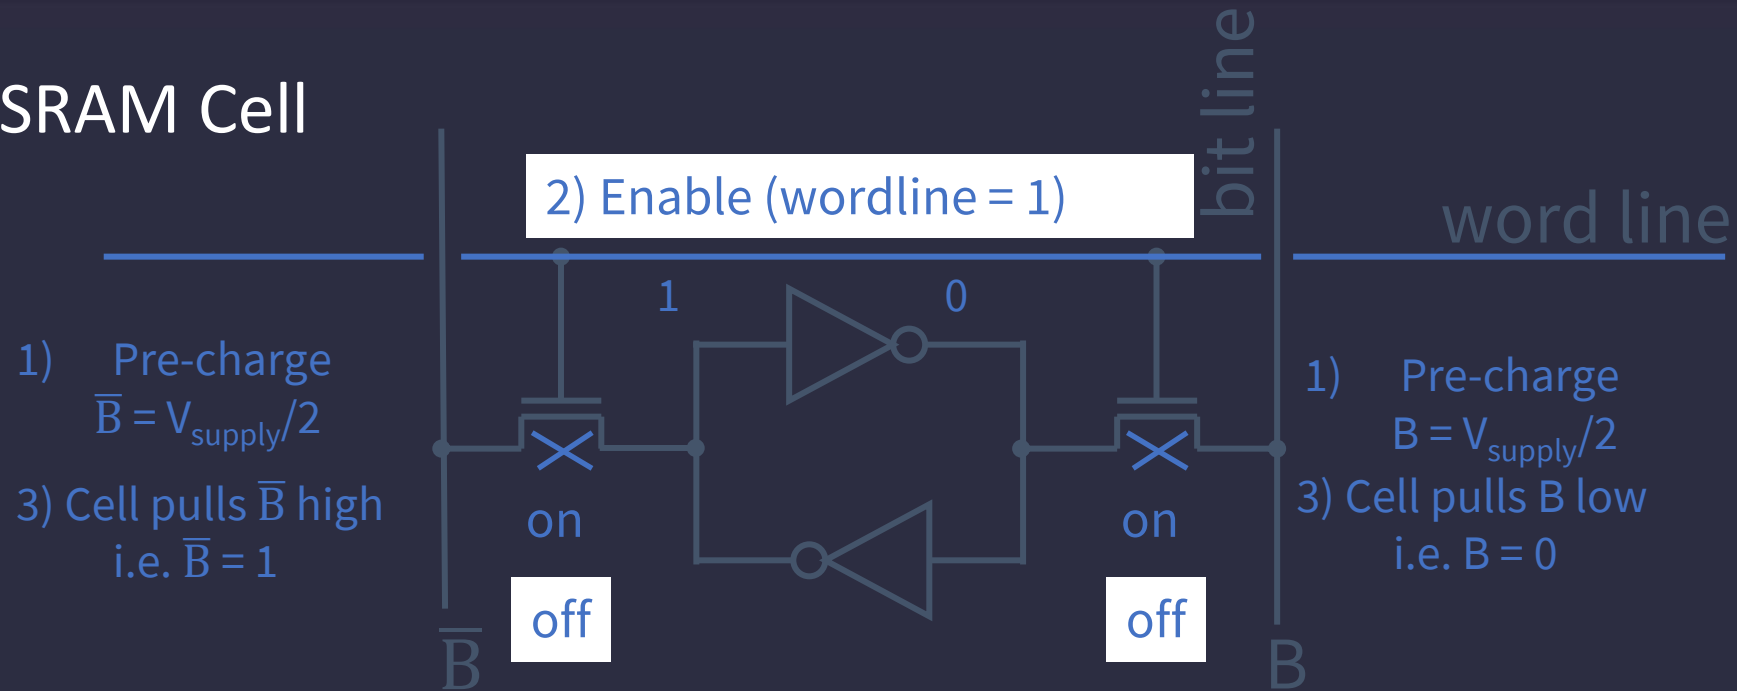 SRAM Cell
bit line
2) Enable (wordline = 1)
word line
1 0
1) Pre-charge
B̅ = Vsupply/2
3) Cell pulls B̅ high
i.e. B̅ = 1
1) Pre-charge
B = Vsupply/2
3) Cell pulls B low
i.e. B = 0
on
on
off
off
B̅
B